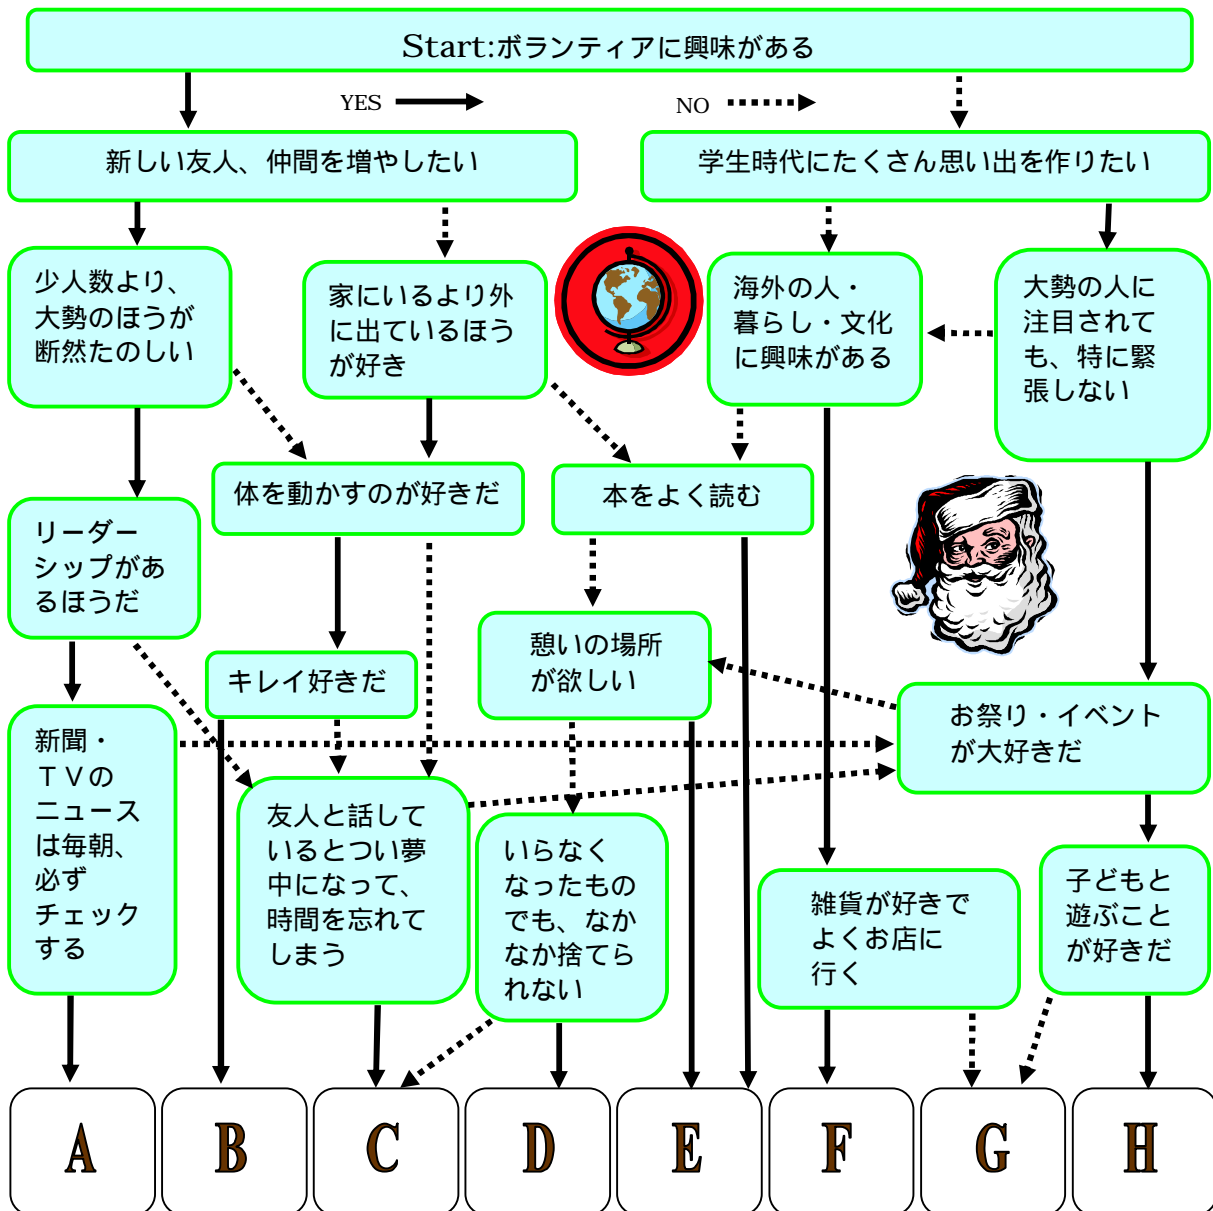 Start:ボランティアに興味がある
YES
NO
新しい友人、仲間を増やしたい
学生時代にたくさん思い出を作りたい
少人数より、
大勢のほうが
断然たのしい
家にいるより外
に出ているほう
が好き
海外の人・
暮らし・文化
に興味がある
大勢の人に
注目されて
も、特に緊
張しない
体を動かすのが好きだ
本をよく読む
リーダー
シップがあ
るほうだ
憩いの場所
が欲しい
キレイ好きだ
お祭り・イベント
が大好きだ
新聞・
ＴＶの
ニュース
は毎朝、
必ず
チェック
する
友人と話して
いるとつい夢
中になって、
時間を忘れて
しまう
いらなく
なったもの
でも、なか
なか捨てら
れない
雑貨が好きで
よくお店に
行く
子どもと
遊ぶこと
が好きだ
A
B
C
D
E
F
G
H